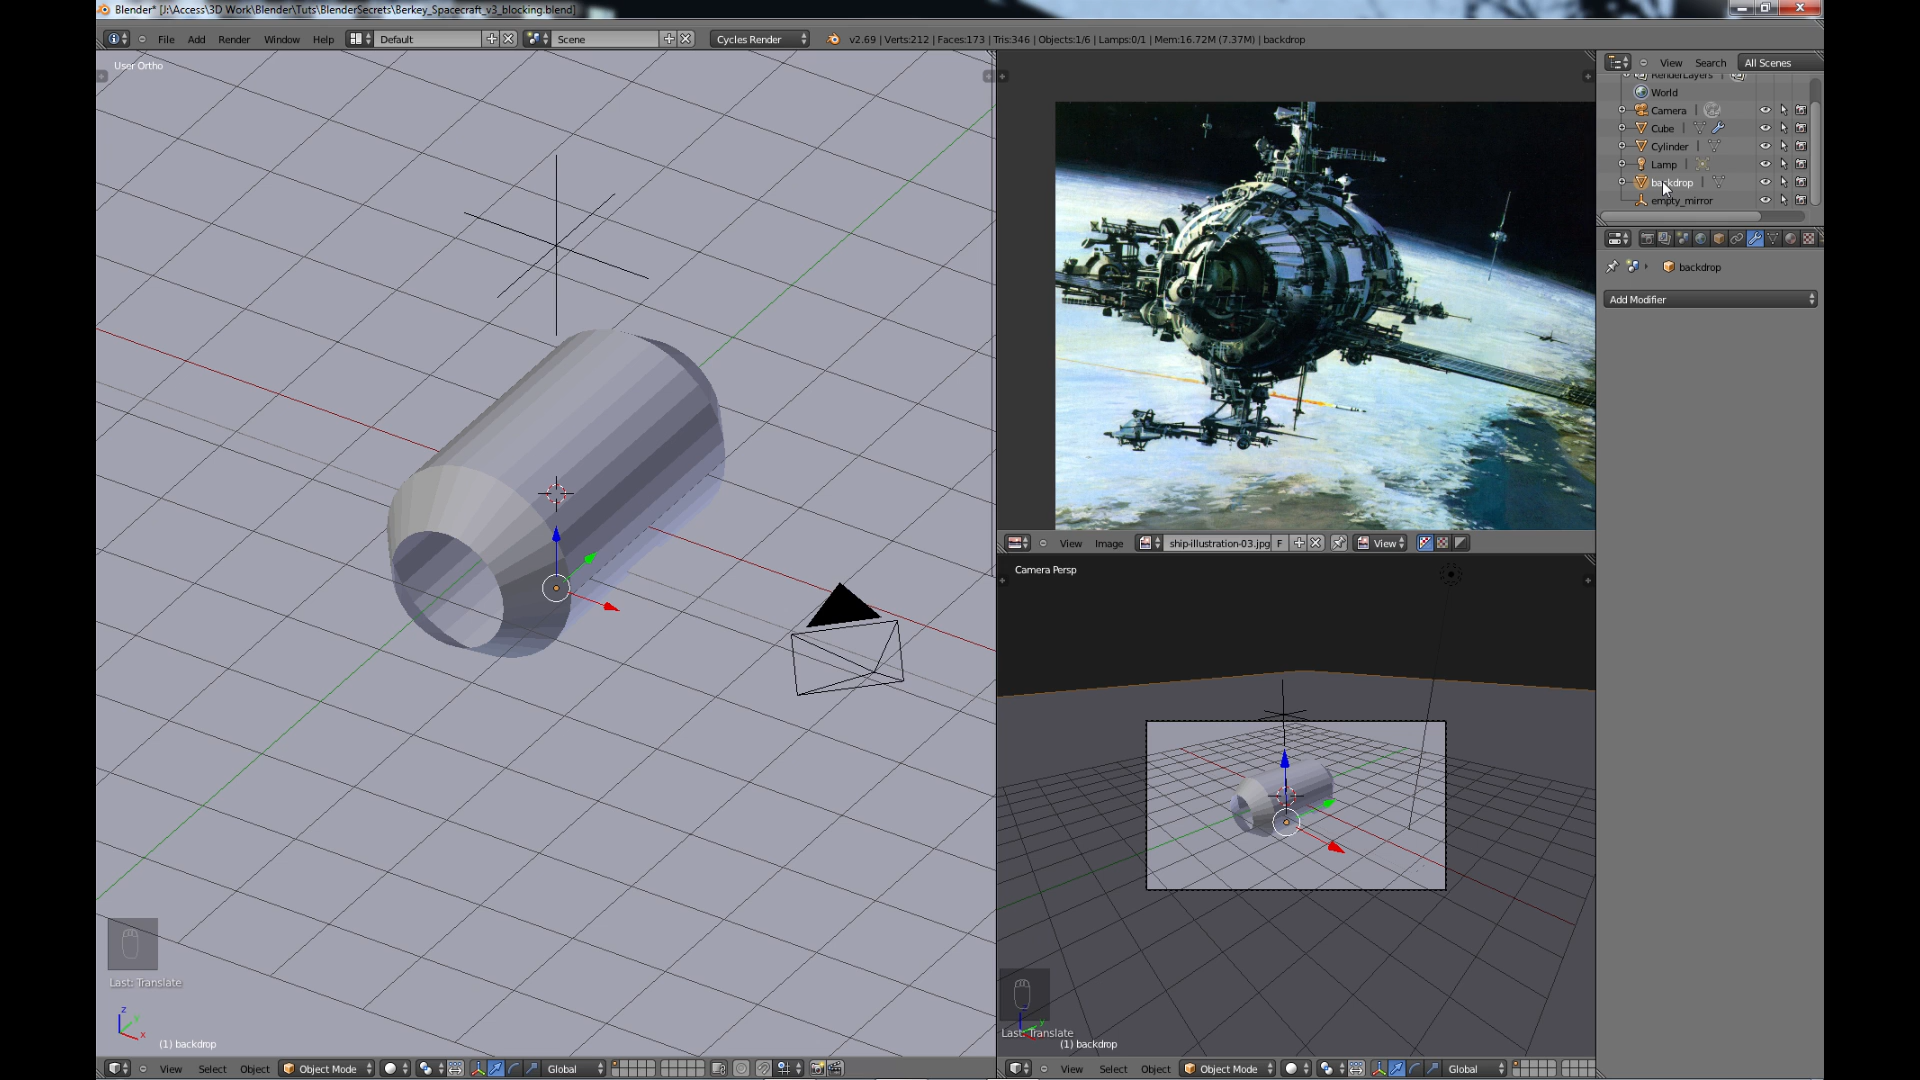 Blender* [J:\Access\3D Work\Blender\Tuts\BlenderSecrets\Berkey_Spacecraft_v3_blocking.blend]
File Add Render Window Help Default Scene Cycles Render v2.69 | Verts:212 | Faces:173 | Tris:346 | Objects:1/6 | Lamps:0/1 | Mem:16.72M (7.37M) | backdrop
User Ortho
View Search All Scenes
RenderLayers
World
Camera
Cube
Cylinder
Lamp
backdrop
empty_mirror
backdrop
Add Modifier
View Image ship-illustration-03.jpg F View
Camera Persp
Last: Translate
z
y
x
(1) backdrop
Last: Translate
(1) backdrop
View Select Object Object Mode Global
View Select Object Object Mode Global